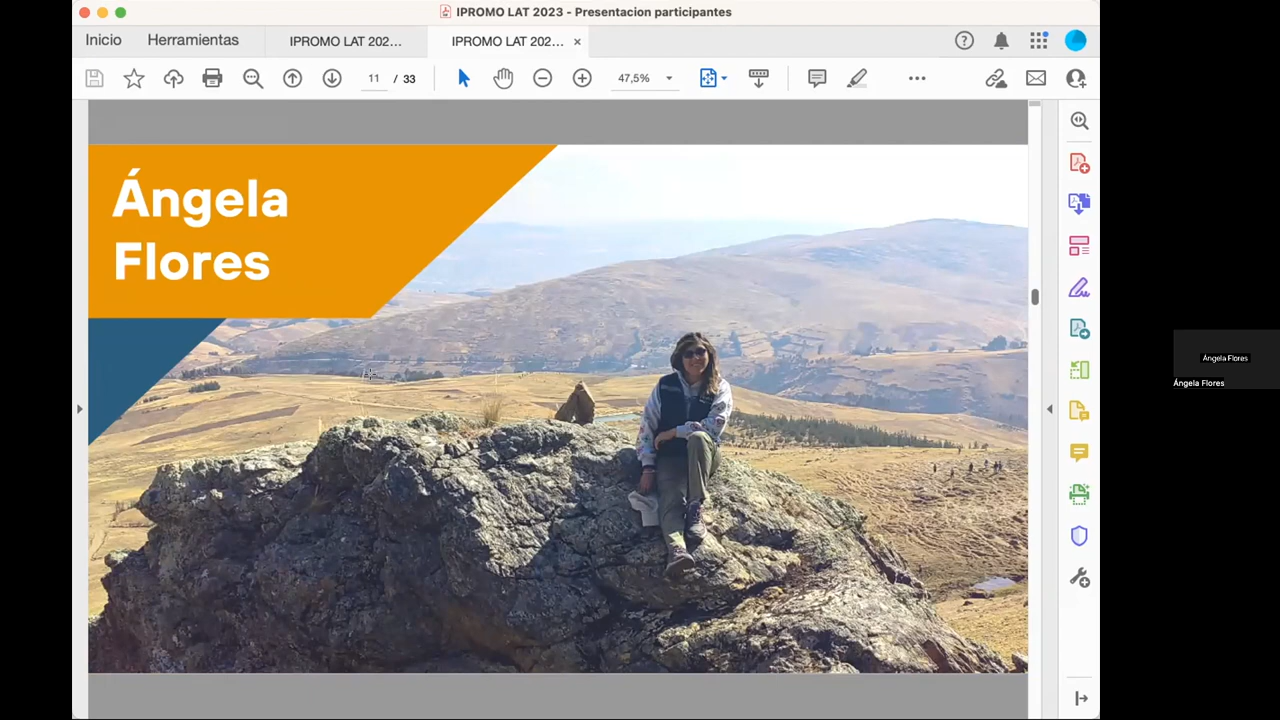 IPROMO LAT 2023 - Presentacion participantes
Inicio
Herramientas
IPROMO LAT 202...
IPROMO LAT 202...
11 / 33
47,5%
Ángela
Flores
Ángela Flores
Ángela Flores